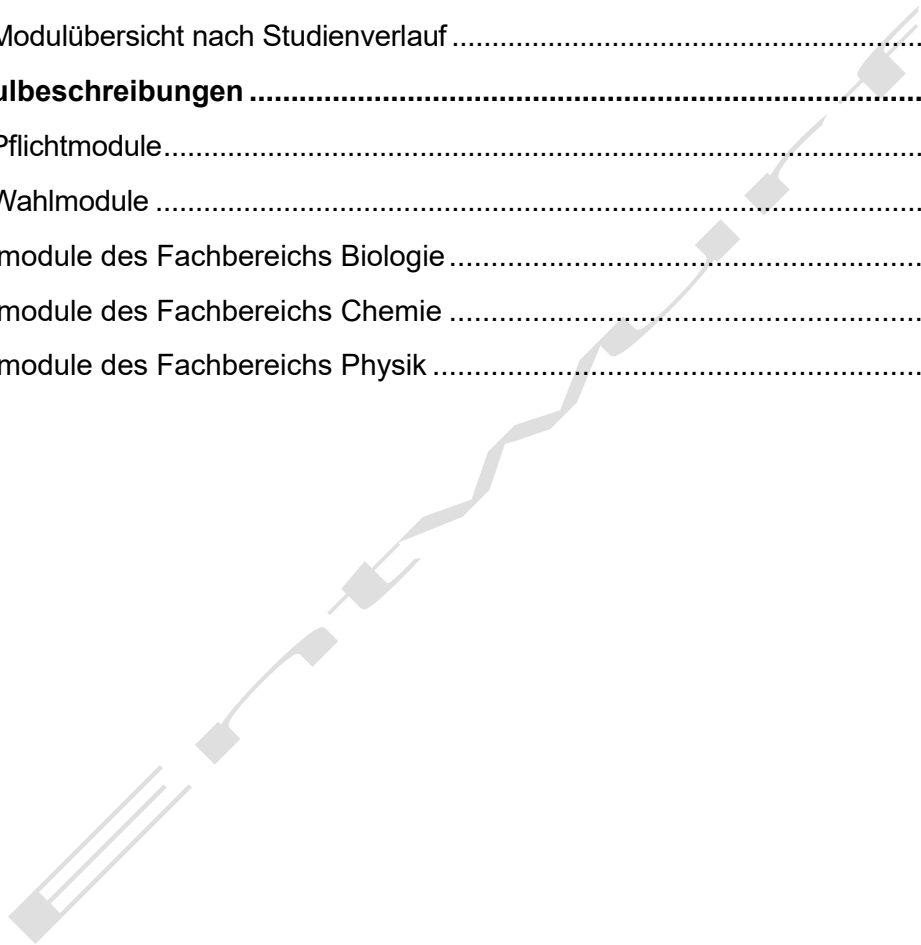 Modulübersicht nach Studienverlauf ........................................................
ulbeschreibungen ........................................................................................
Pflichtmodule................................................................................................
Wahlmodule .................................................................................................
module des Fachbereichs Biologie .........................................................
module des Fachbereichs Chemie ..........................................................
module des Fachbereichs Physik ............................................................